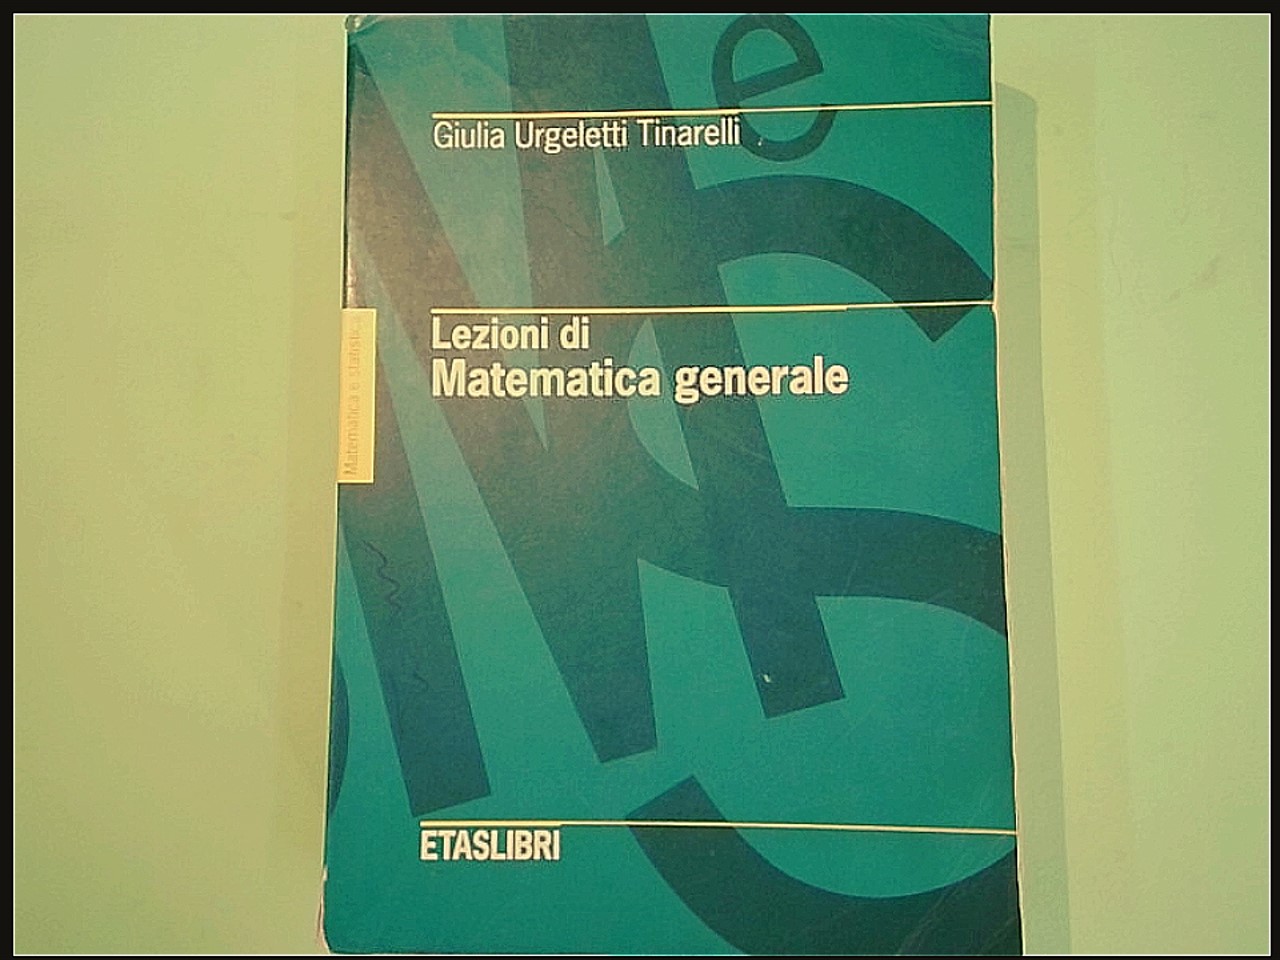 Giulia Urgeletti Tinarelli
Lezioni di
Matematica generale
Matematica e statistica
ETASLIBRI